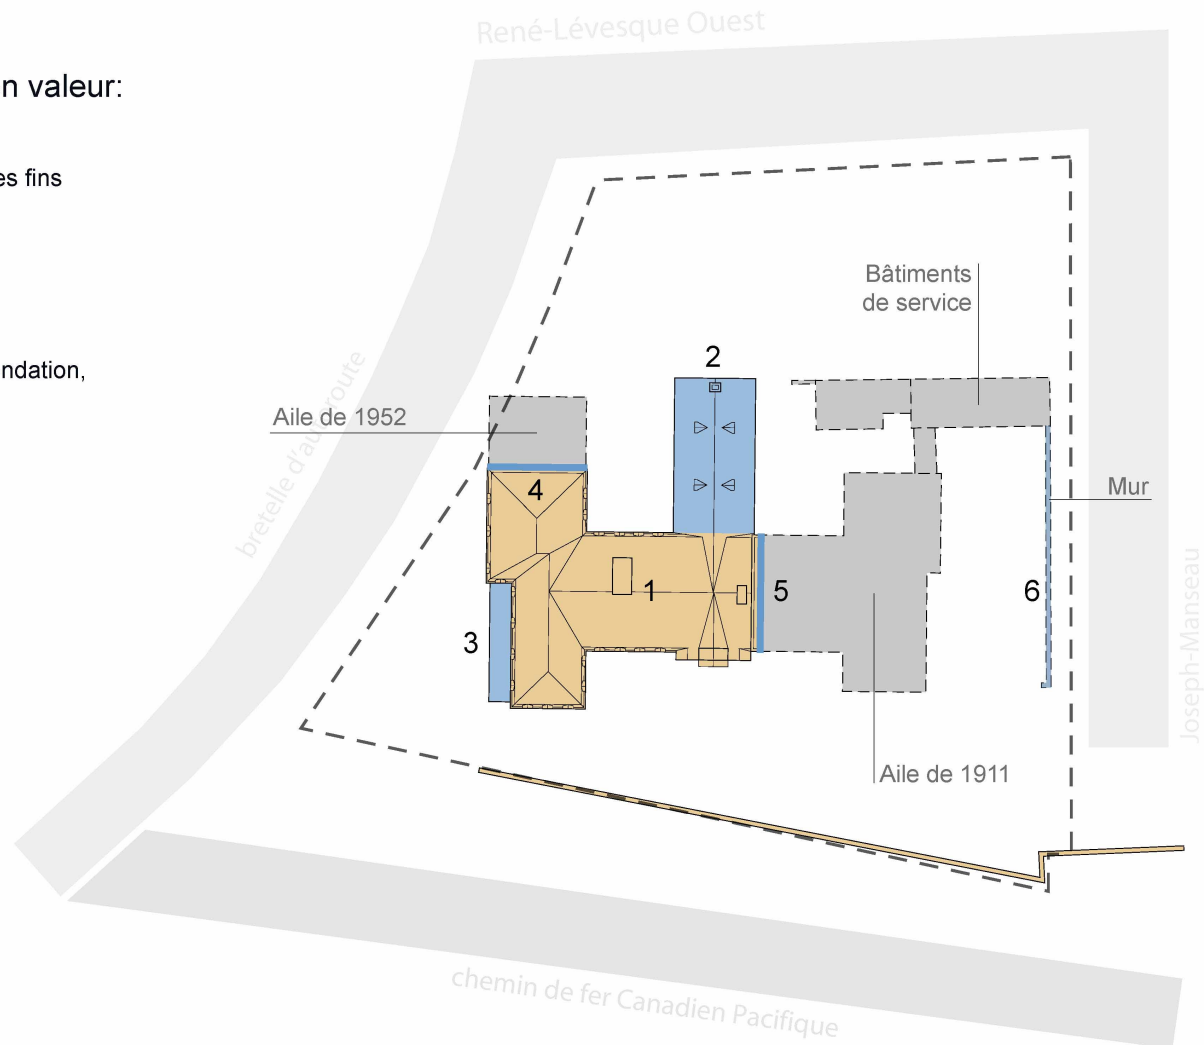 René-Lévesque Ouest
n valeur:
es fins
Bâtiments
de service
2
ndation,
bretelle d'autoroute
Aile de 1952
4
Mur
1
5
6
3
Joseph-Manseau
Aile de 1911
chemin de fer Canadien Pacifique